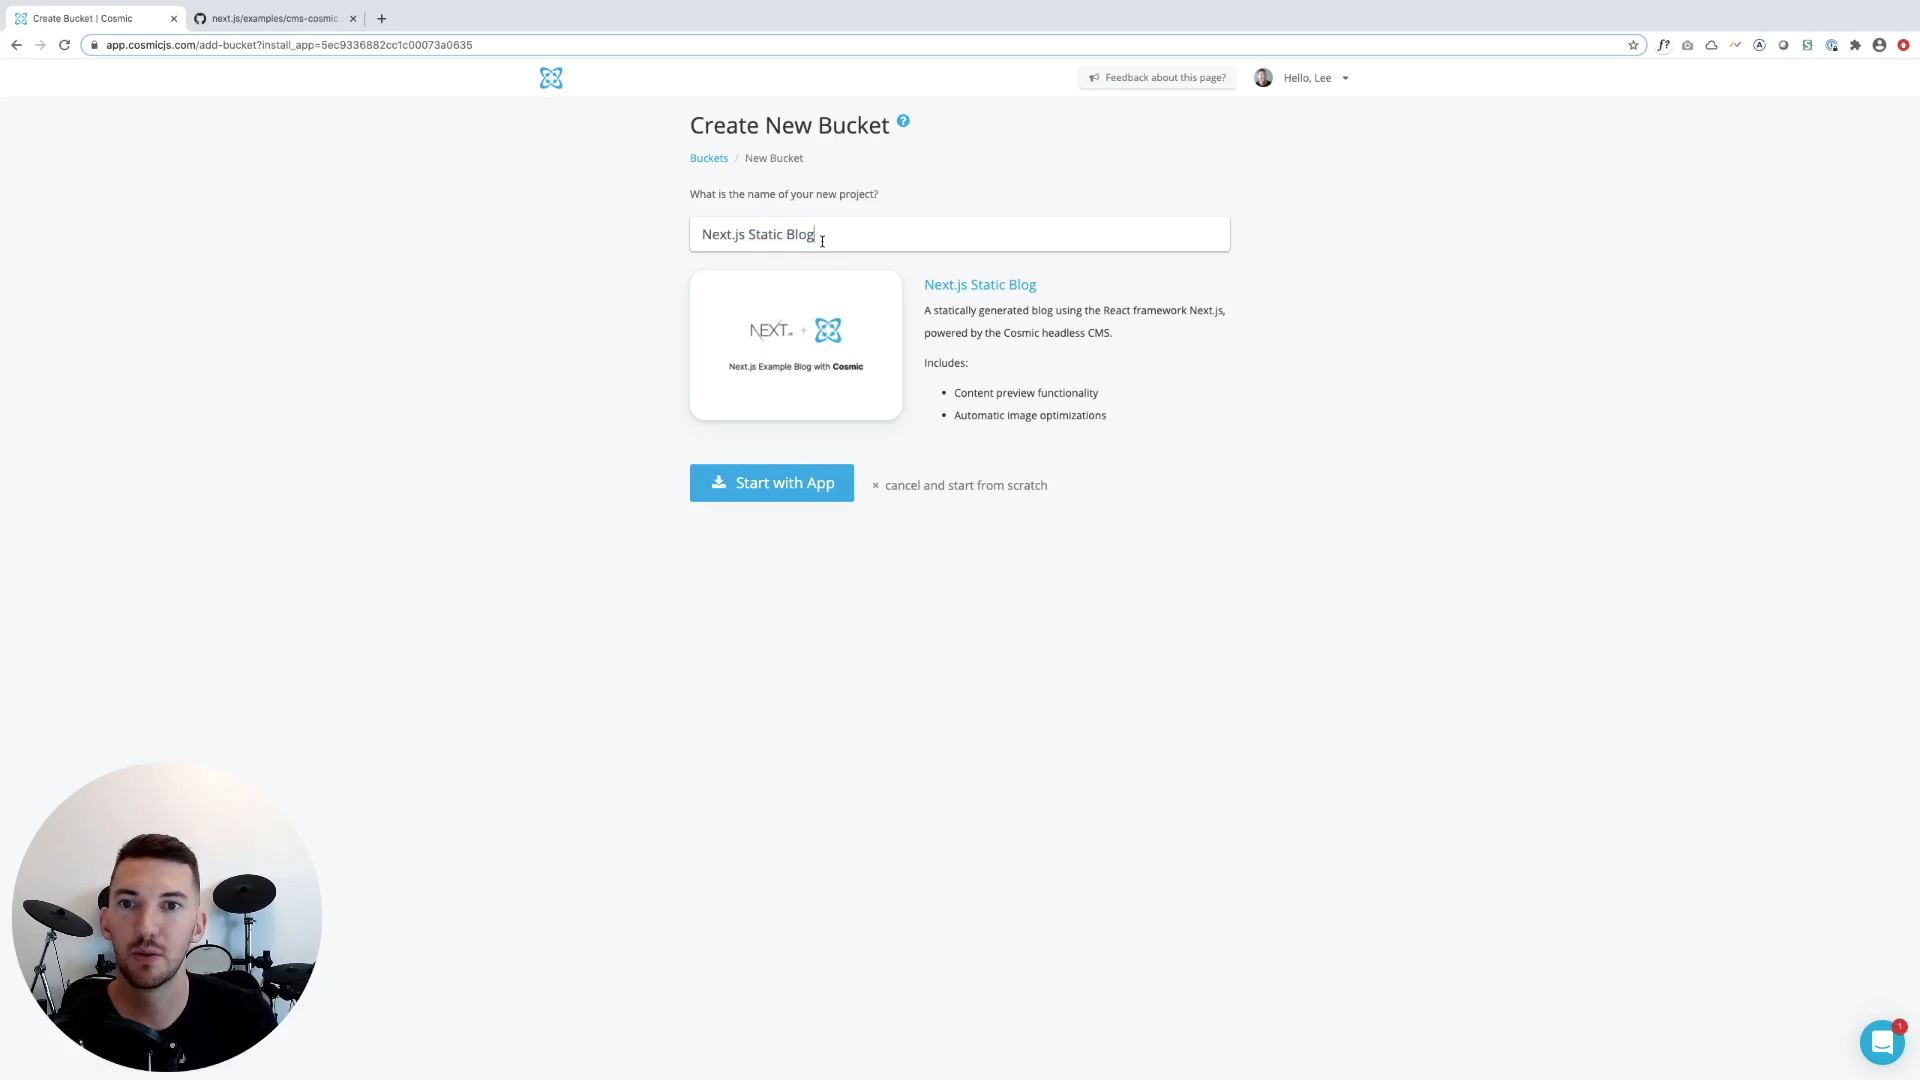 Create Bucket | Cosmic
next.js/examples/cms-cosmic
app.cosmicjs.com/add-bucket?install_app=5ec9336882cc1c00073a0635
Feedback about this page?
Hello, Lee
Create New Bucket ?
Buckets / New Bucket
What is the name of your new project?
Next.js Static Blog
NEXT.JS +
Next.js Example Blog with Cosmic
Next.js Static Blog
A statically generated blog using the React framework Next.js,
powered by the Cosmic headless CMS.
Includes:
• Content preview functionality
• Automatic image optimizations
Start with App
× cancel and start from scratch
1